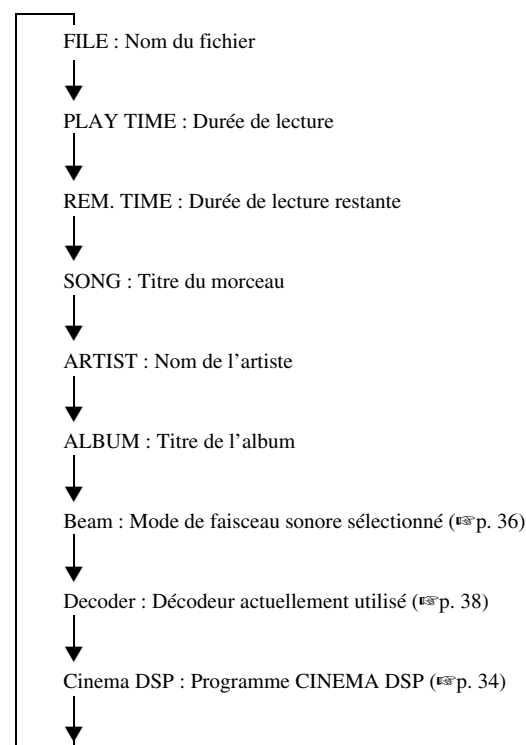 FILE : Nom du fichier
PLAY TIME : Durée de lecture
REM. TIME : Durée de lecture restante
SONG : Titre du morceau
ARTIST : Nom de l’artiste
ALBUM : Titre de l’album
Beam : Mode de faisceau sonore sélectionné (☞p. 36)
Decoder : Décodeur actuellement utilisé (☞p. 38)
Cinema DSP : Programme CINEMA DSP (☞p. 34)